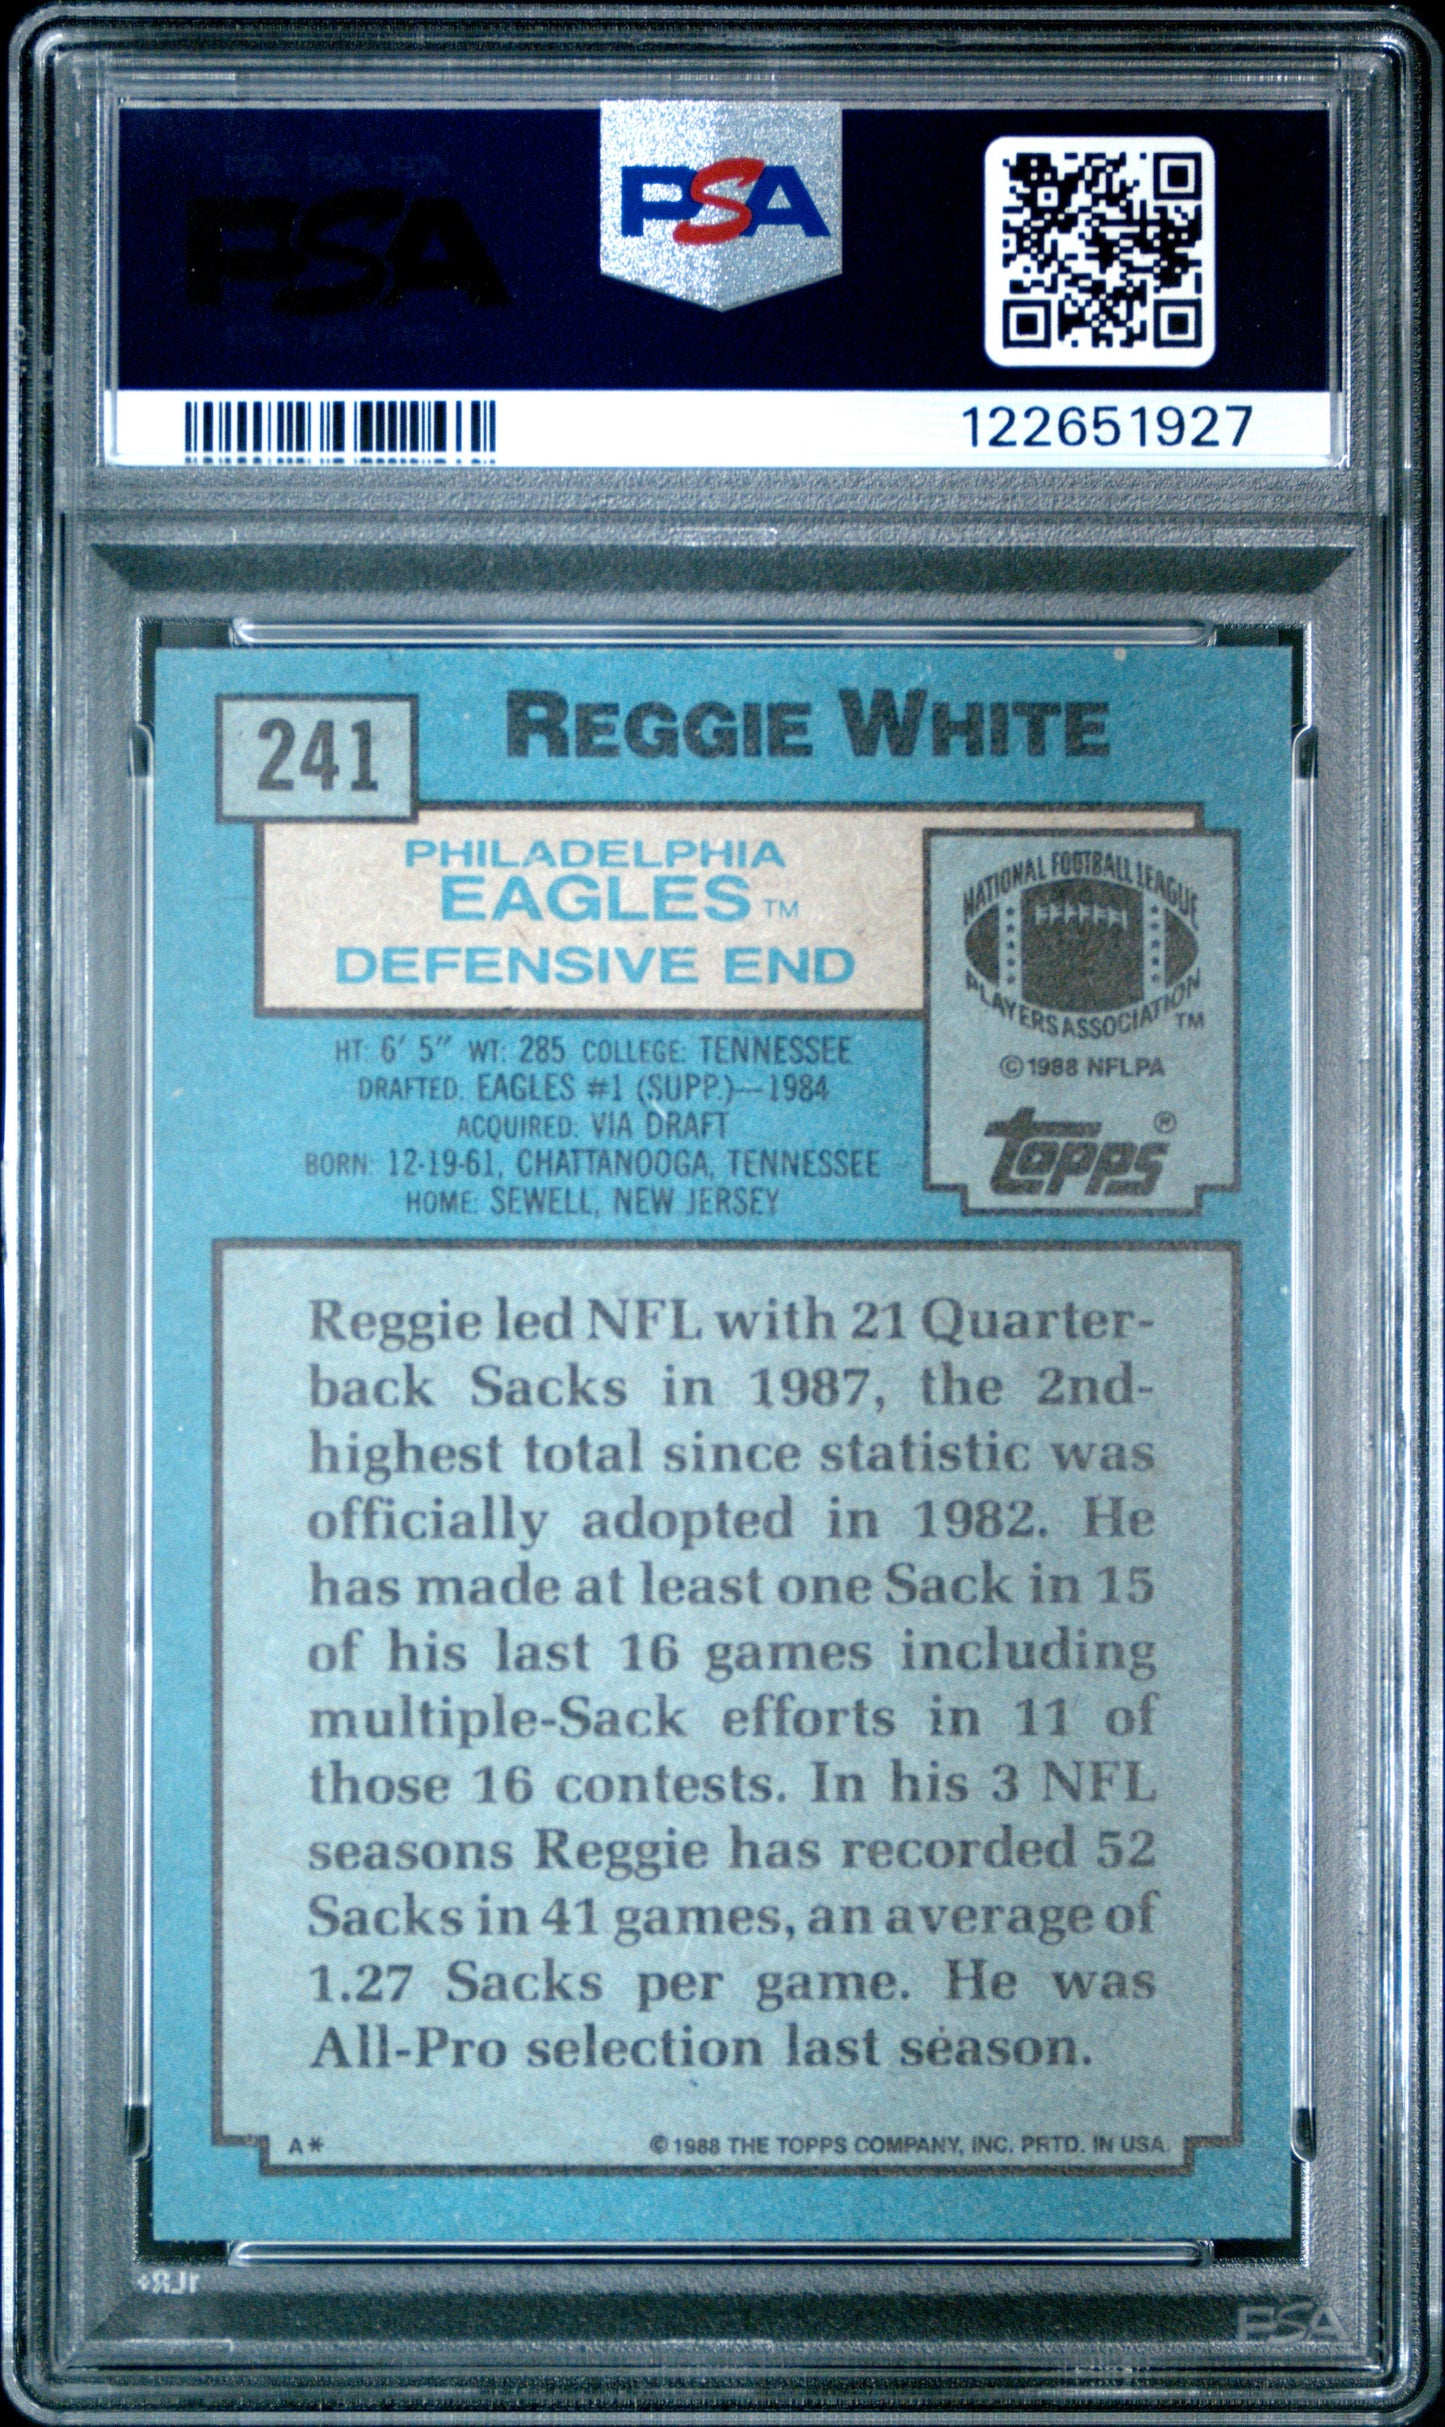 PSA
PSA
122651927
241
REGGIE WHITE
PHILADELPHIA
EAGLES TM
DEFENSIVE END
NATIONAL FOOTBALL LEAGUE
PLAYERS ASSOCIATION TM
©1988 NFLPA
topps®
HT: 6' 5" WT: 285 COLLEGE: TENNESSEE
DRAFTED: EAGLES #1 (SUPP.)—1984
ACQUIRED: VIA DRAFT
BORN: 12-19-61, CHATTANOOGA, TENNESSEE
HOME: SEWELL, NEW JERSEY
Reggie led NFL with 21 Quarter-
back Sacks in 1987, the 2nd-
highest total since statistic was
officially adopted in 1982. He
has made at least one Sack in 15
of his last 16 games including
multiple-Sack efforts in 11 of
those 16 contests. In his 3 NFL
seasons Reggie has recorded 52
Sacks in 41 games, an average of
1.27 Sacks per game. He was
All-Pro selection last season.
A*
© 1988 THE TOPPS COMPANY, INC. PRTD. IN USA.
PSA